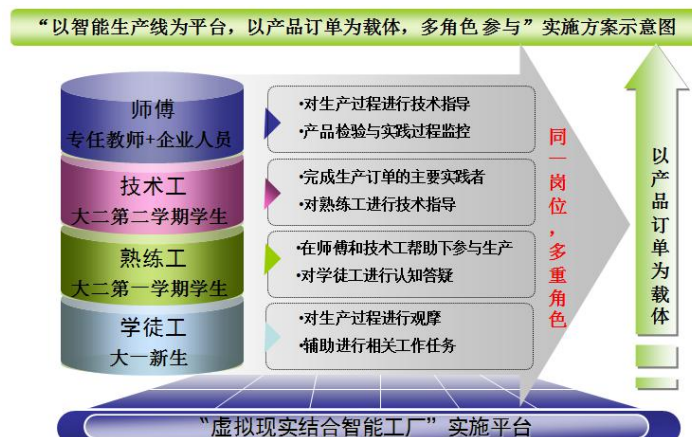 “以智能生产线为平台，以产品订单为载体，多角色 参与”实施方案示意图
师傅
专任教师+企业人员
•对生产过程进行技术指导
•产品检验与实践过程监控
技术工
大二第二学期学生
•完成生产订单的主要实践者
•对熟练工进行技术指导
熟练工
大二第一学期学生
•在师傅和技术工帮助下参与生产
•对学徒工进行认知答疑
学徒工
大一新生
•对生产过程进行观摩
•辅助进行相关工作任务
同一岗位，多重角色
以产品订单为载体
“虚拟现实结合智能工厂”实施平台